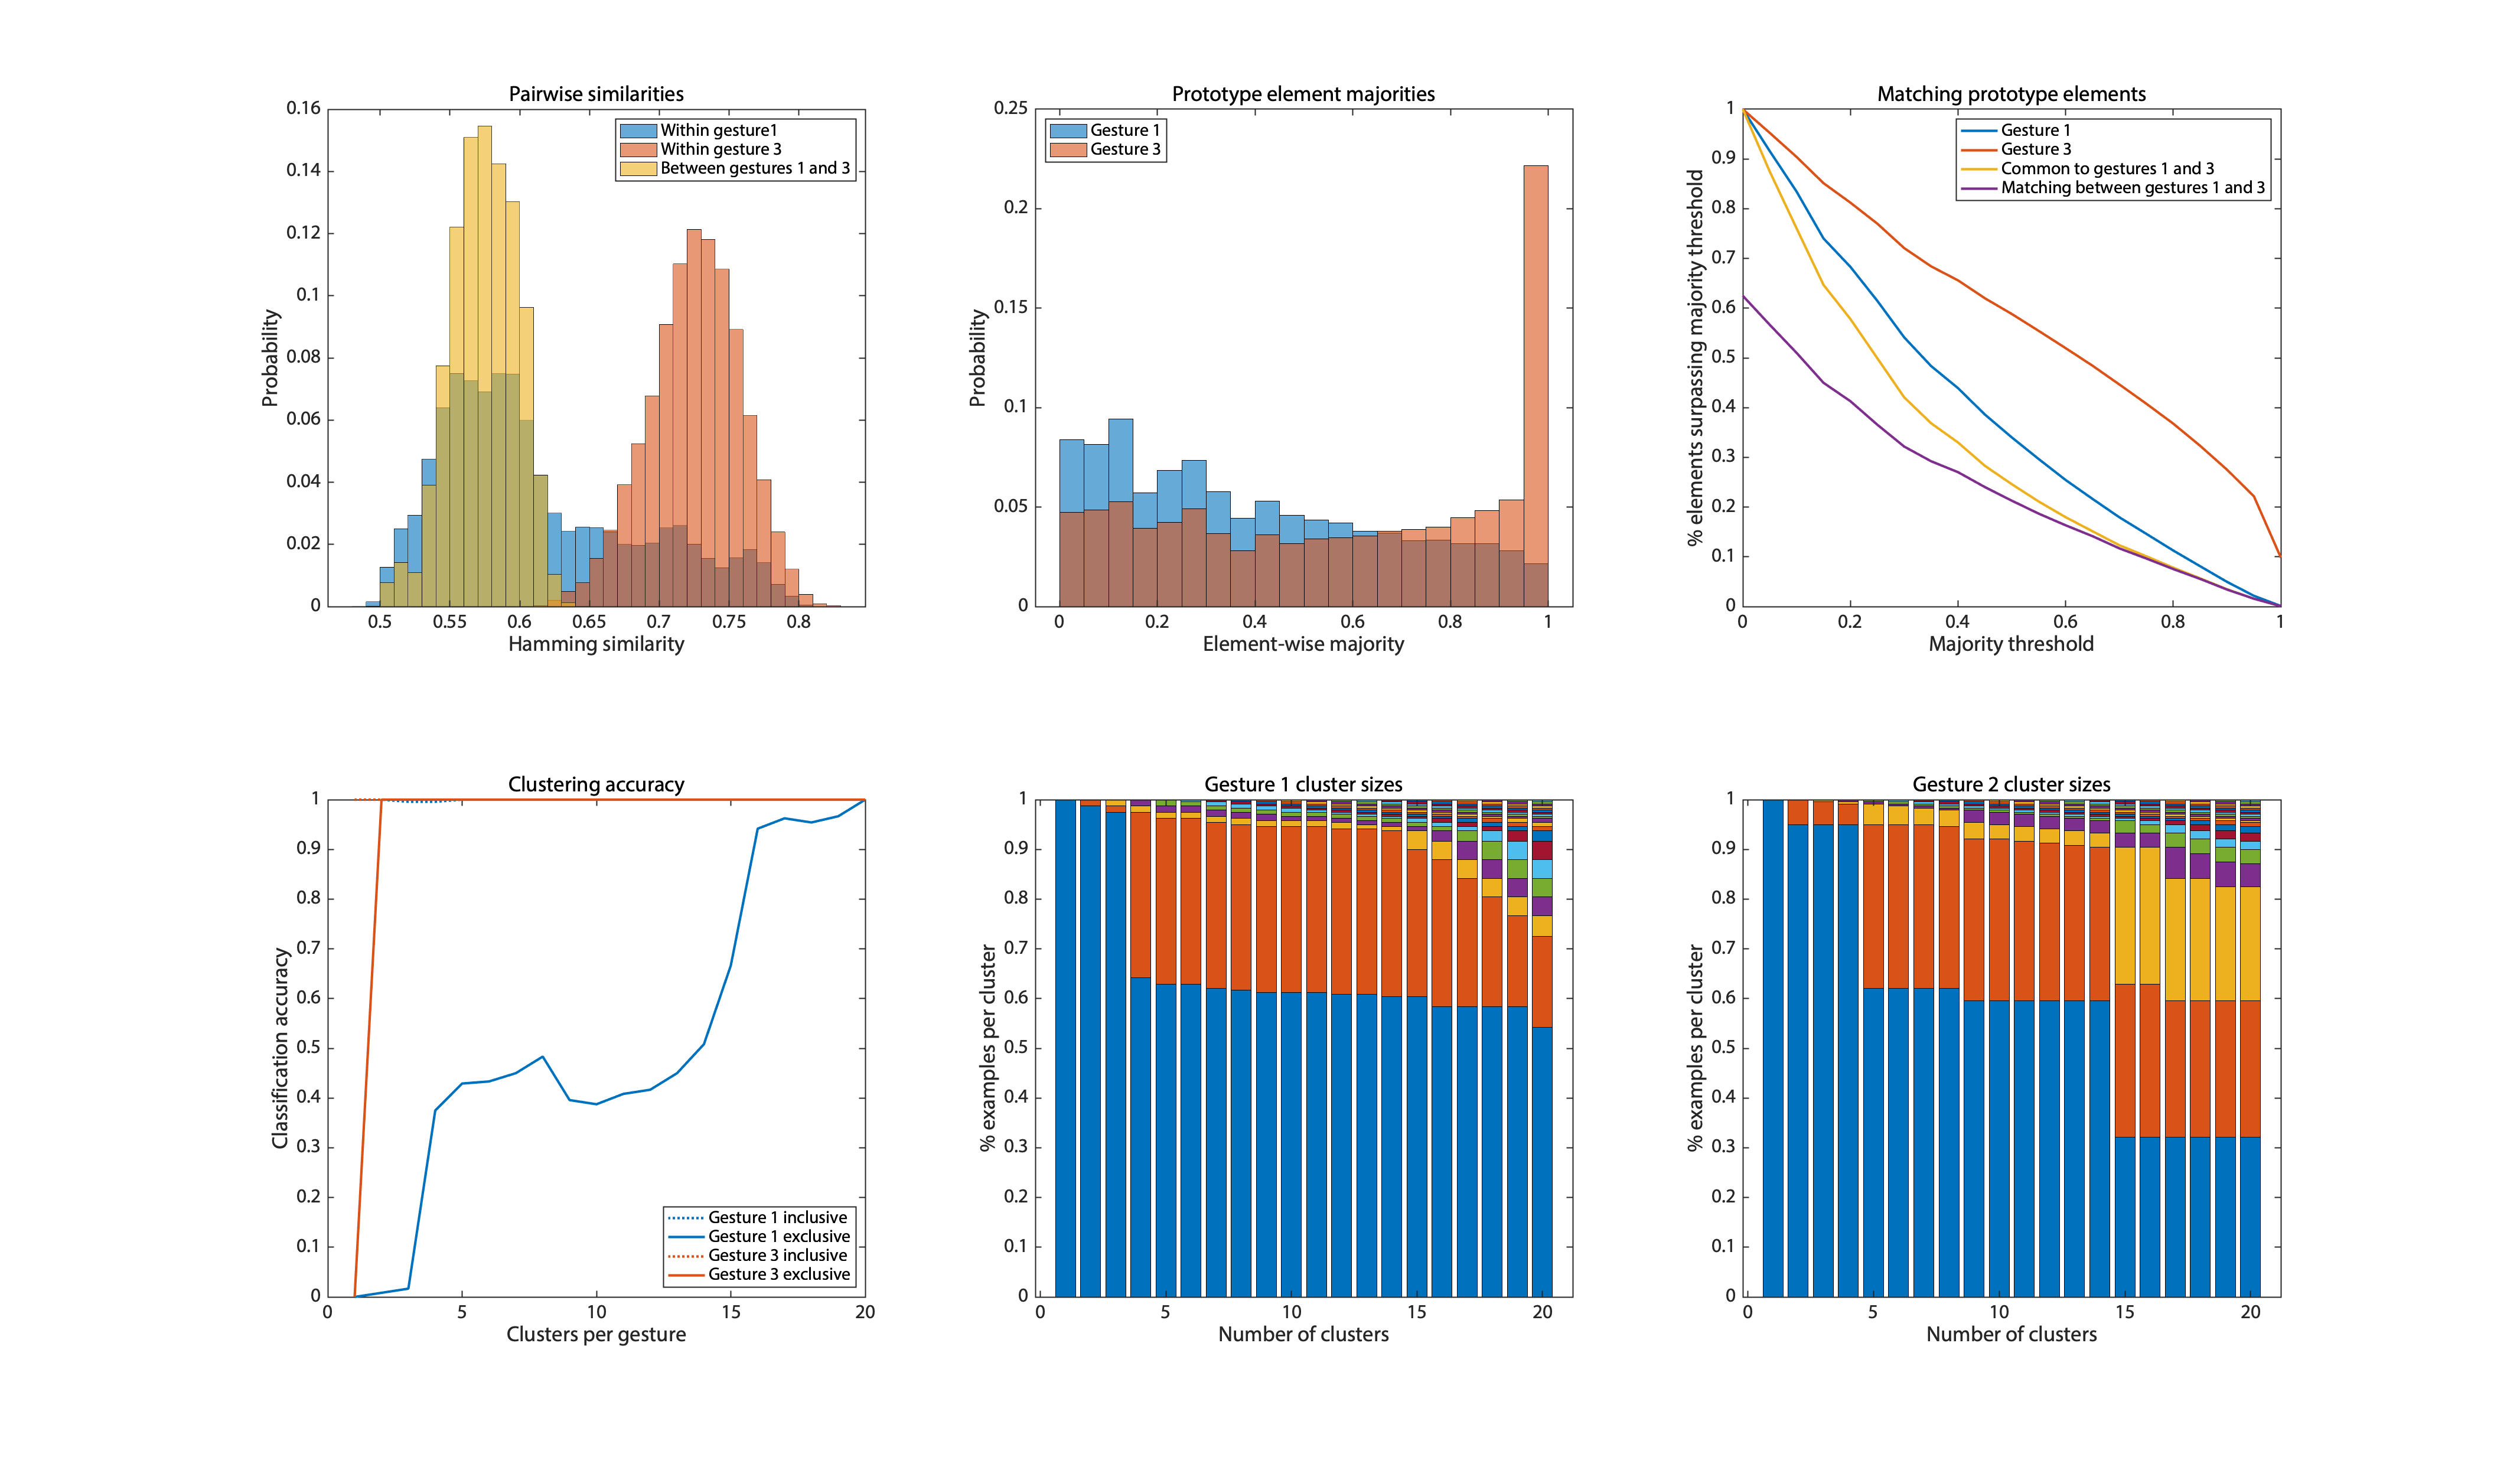 Pairwise similarities
0.16
0.14
0.12
0.1
0.08
0.06
0.04
0.02
0
Probability
Within gesture1
Within gesture 3
Between gestures 1 and 3
0.5 0.55 0.6 0.65 0.7 0.75 0.8
Hamming similarity
Prototype element majorities
0.25
0.2
0.15
0.1
0.05
0
Probability
Gesture 1
Gesture 3
0 0.2 0.4 0.6 0.8 1
Element-wise majority
Matching prototype elements
1
0.9
0.8
0.7
0.6
0.5
0.4
0.3
0.2
0.1
0
% elements surpassing majority threshold
Gesture 1
Gesture 3
Common to gestures 1 and 3
Matching between gestures 1 and 3
0 0.2 0.4 0.6 0.8 1
Majority threshold
Clustering accuracy
1
0.9
0.8
0.7
0.6
0.5
0.4
0.3
0.2
0.1
0
Classification accuracy
Gesture 1 inclusive
Gesture 1 exclusive
Gesture 3 inclusive
Gesture 3 exclusive
0 5 10 15 20
Clusters per gesture
Gesture 1 cluster sizes
1
0.9
0.8
0.7
0.6
0.5
0.4
0.3
0.2
0.1
0
% examples per cluster
0 5 10 15 20
Number of clusters
Gesture 2 cluster sizes
1
0.9
0.8
0.7
0.6
0.5
0.4
0.3
0.2
0.1
0
% examples per cluster
0 5 10 15 20
Number of clusters